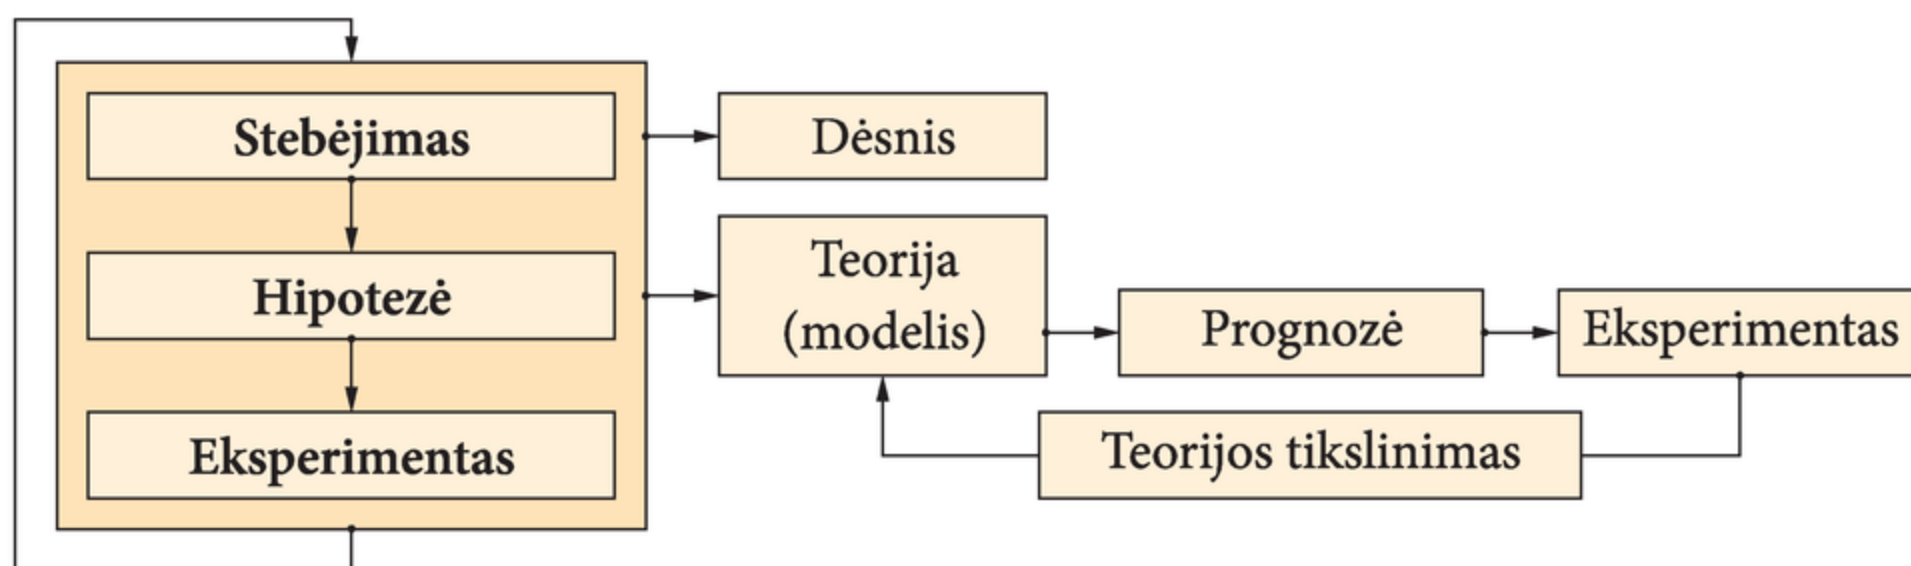 Stebėjimas
Dėsnis
Hipotezė
Teorija
(modelis)
Prognozė
Eksperimentas
Eksperimentas
Teorijos tikslinimas